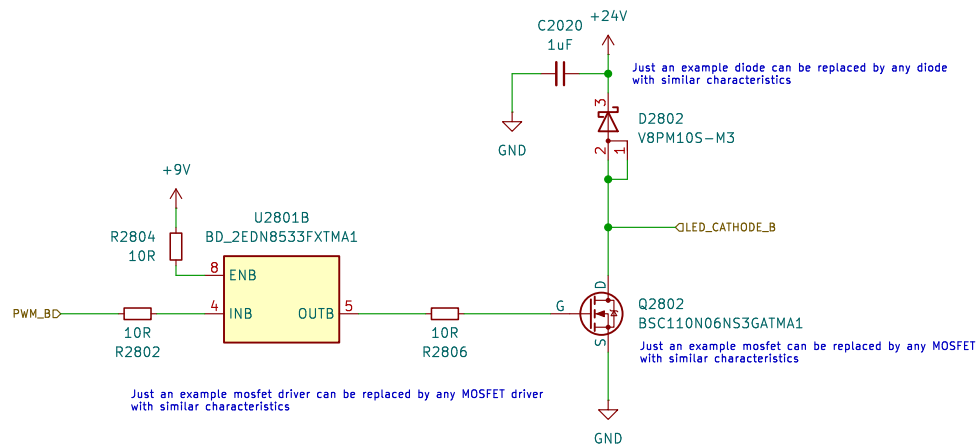 C2020
1uF
+24V
Just an example diode can be replaced by any diode
with similar characteristics
3
D2802
V8PM10S-M3
GND
2
1
+9V
R2804
10R
U2801B
BD_2EDN8533FXTMA1
LED_CATHODE_B
8
ENB
D
PWM_B
4
INB
OUTB
5
G
Q2802
BSC110N06NS3GATMA1
10R
R2802
10R
R2806
S
Just an example mosfet can be replaced by any MOSFET
with similar characteristics
Just an example mosfet driver can be replaced by any MOSFET driver
with similar characteristics
GND